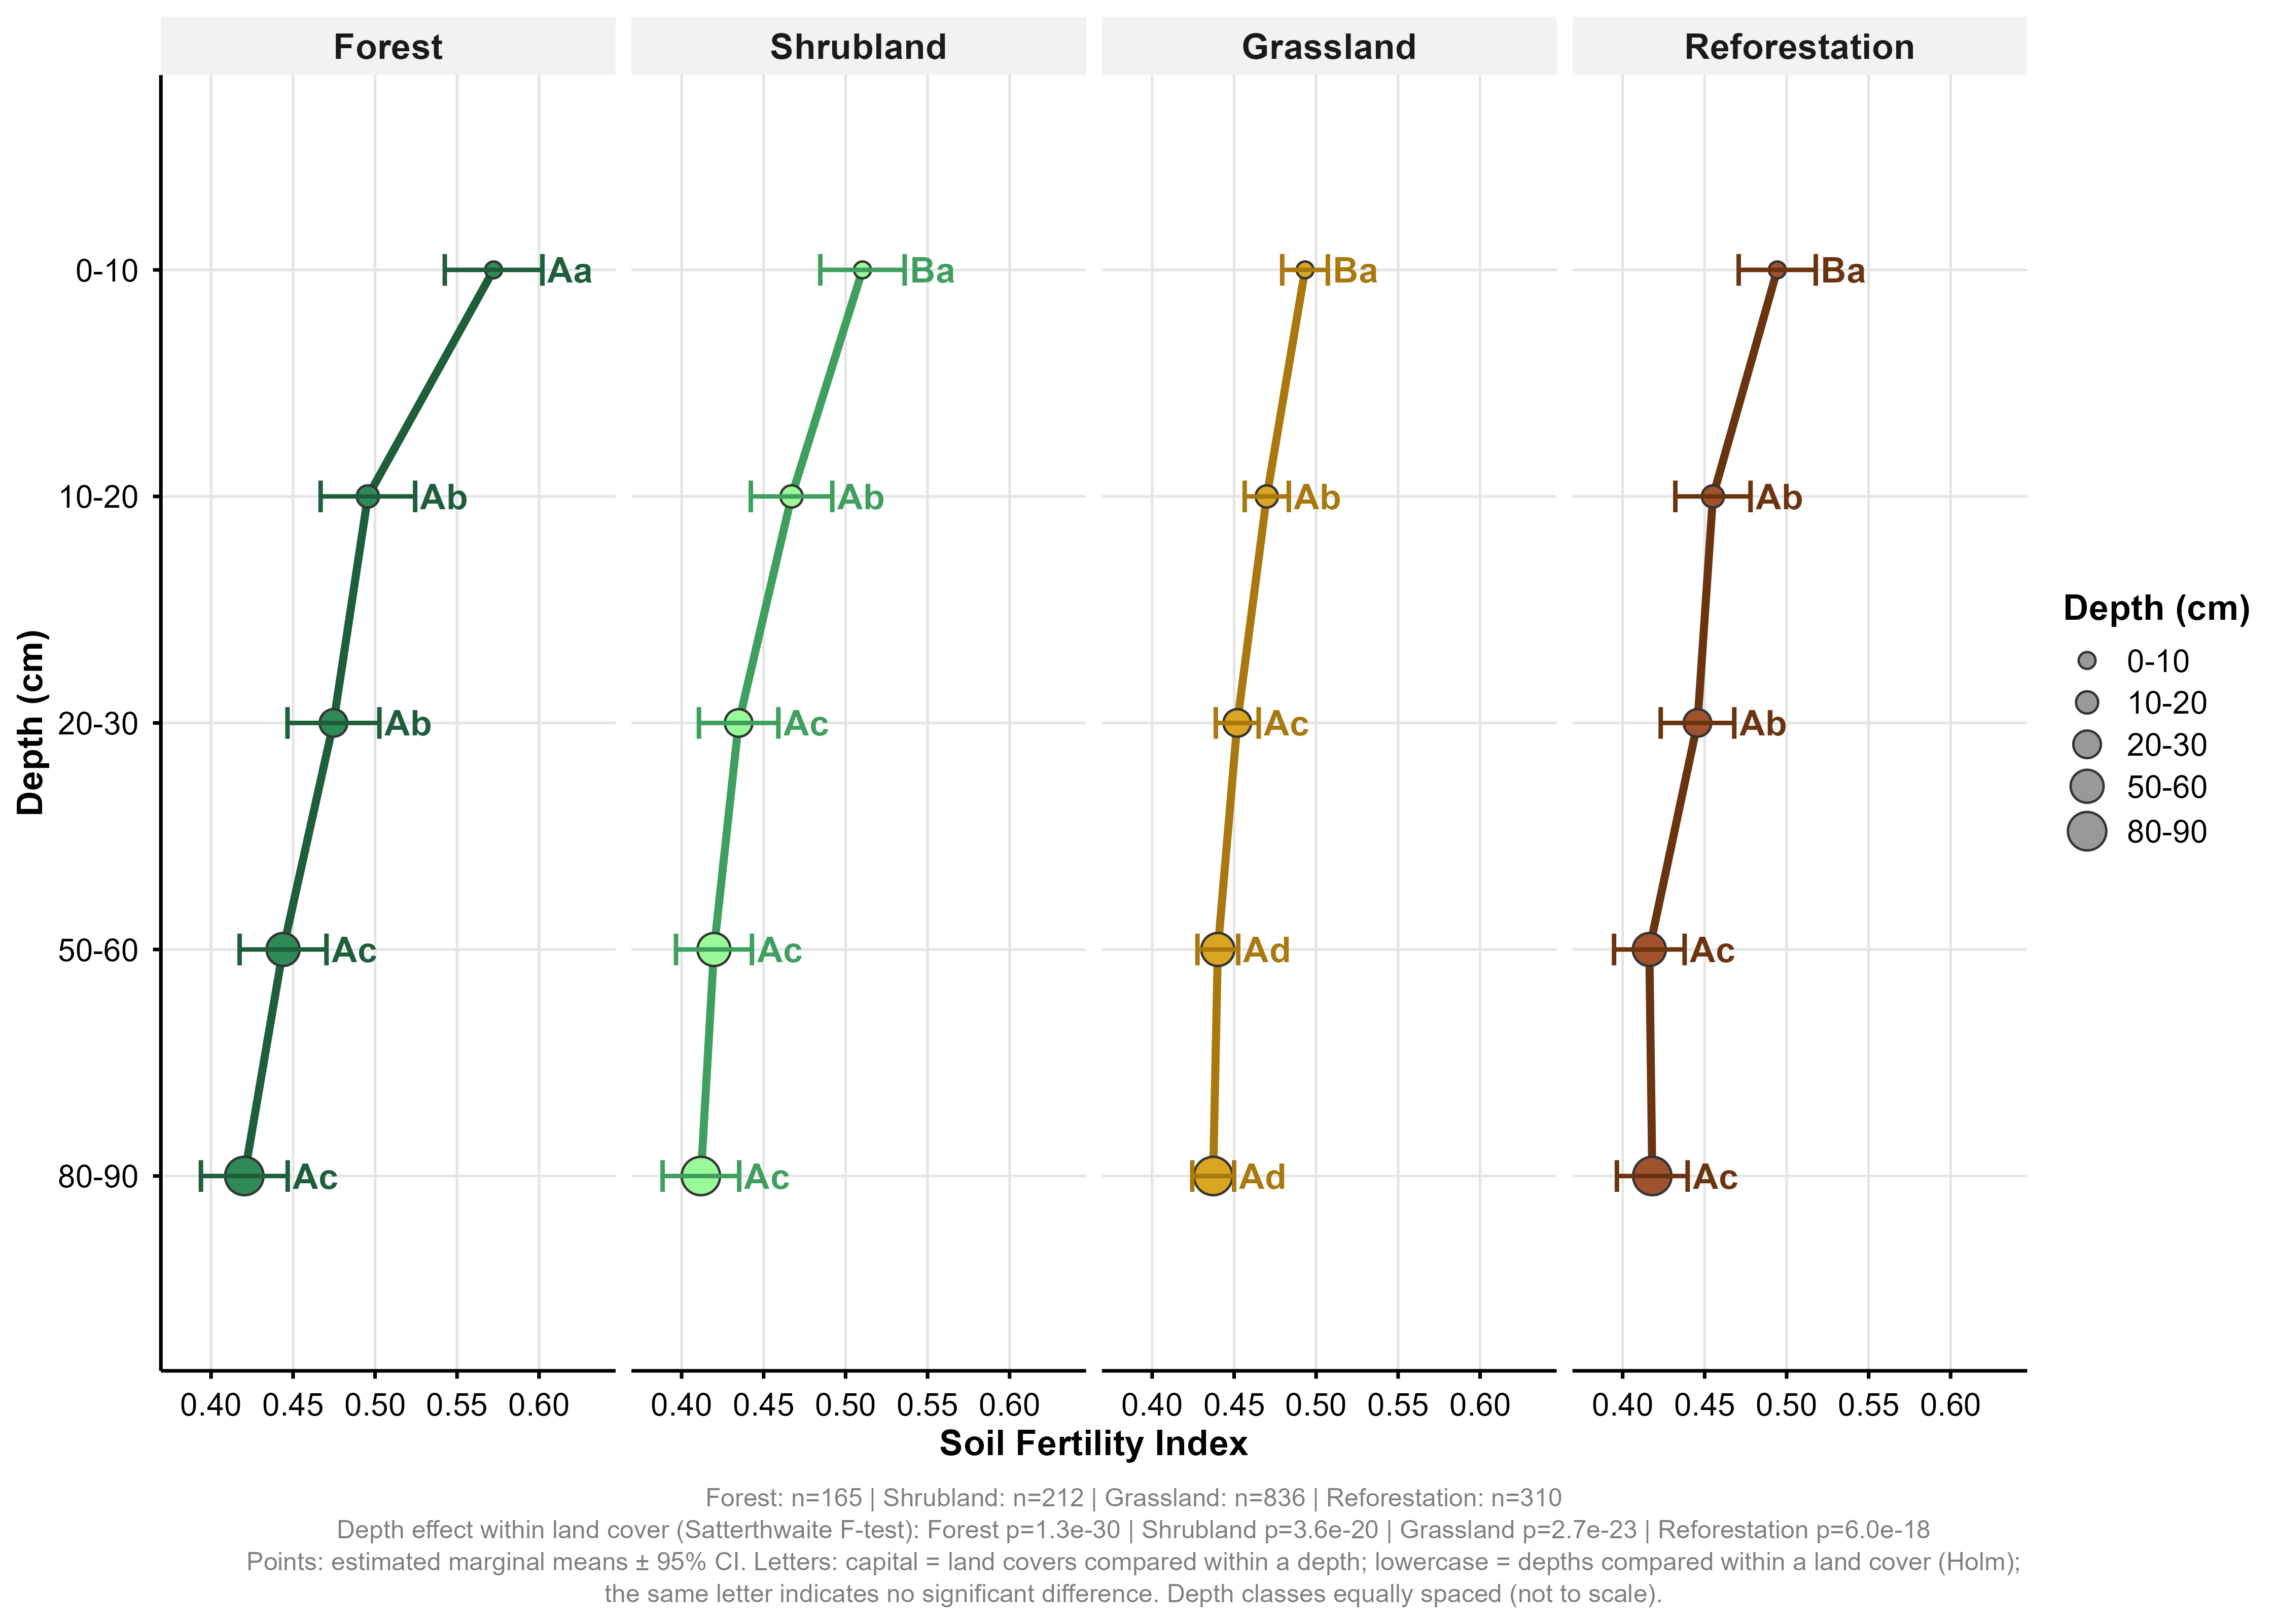 Forest
Shrubland
Grassland
Reforestation
Depth (cm)
0-10
Aa
Ba
Ba
Ba
10-20
Ab
Ab
Ab
Ab
20-30
Ab
Ac
Ac
Ab
50-60
Ac
Ac
Ad
Ac
80-90
Ac
Ac
Ad
Ac
0.40 0.45 0.50 0.55 0.60
0.40 0.45 0.50 0.55 0.60
0.40 0.45 0.50 0.55 0.60
0.40 0.45 0.50 0.55 0.60
Soil Fertility Index
Depth (cm)
0-10
10-20
20-30
50-60
80-90
Forest: n=165 | Shrubland: n=212 | Grassland: n=836 | Reforestation: n=310
Depth effect within land cover (Satterthwaite F-test): Forest p=1.3e-30 | Shrubland p=3.6e-20 | Grassland p=2.7e-23 | Reforestation p=6.0e-18
Points: estimated marginal means ± 95% CI. Letters: capital = land covers compared within a depth; lowercase = depths compared within a land cover (Holm);
the same letter indicates no significant difference. Depth classes equally spaced (not to scale).